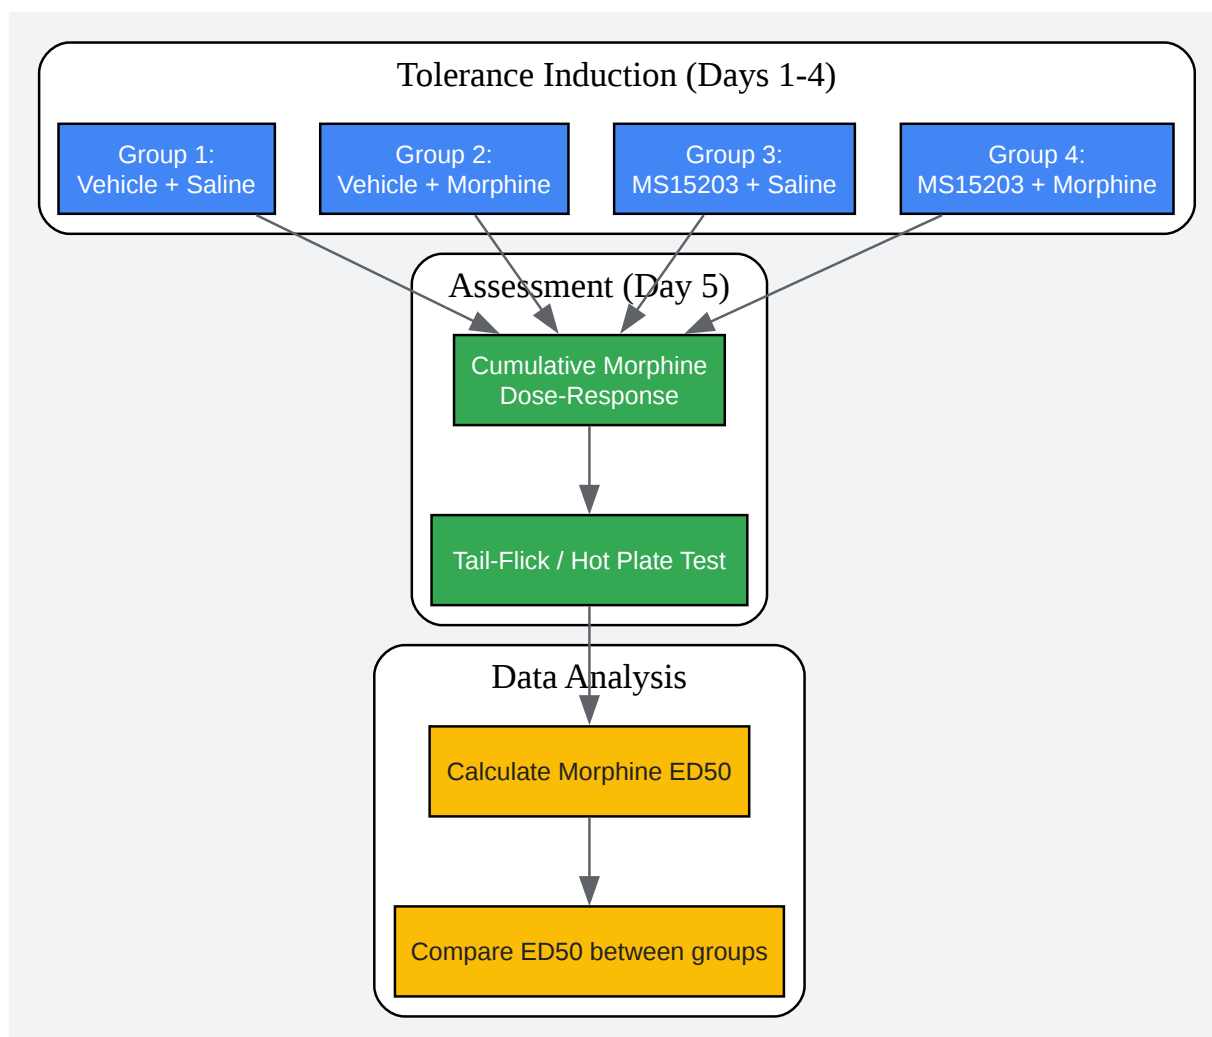 Tolerance Induction (Days 1-4)
Group 1:
Vehicle + Saline
Group 2:
Vehicle + Morphine
Group 3:
MS15203 + Saline
Group 4:
MS15203 + Morphine
Assessment (Day 5)
Cumulative Morphine
Dose-Response
Tail-Flick / Hot Plate Test
Data Analysis
Calculate Morphine ED50
Compare ED50 between groups